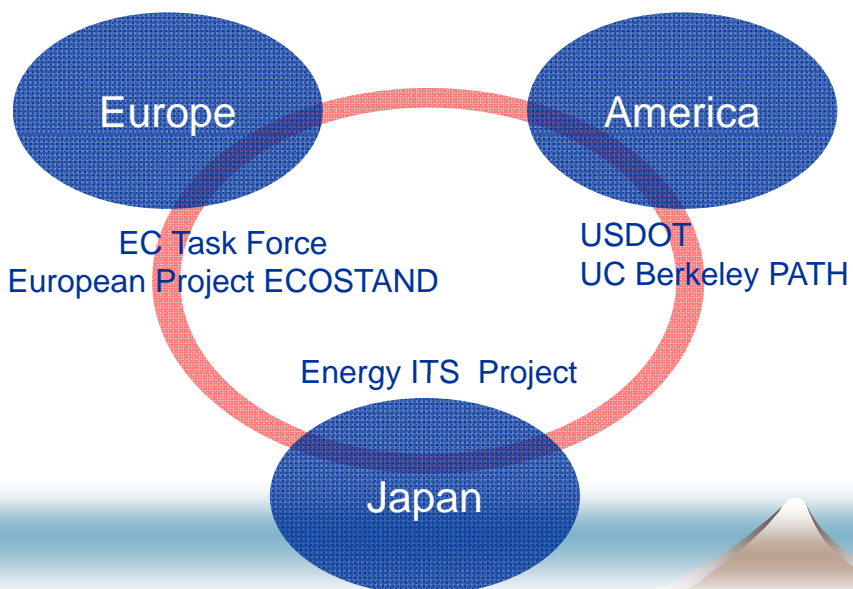 Europe
America
EC Task Force
European Project ECOSTAND
USDOT
UC Berkeley PATH
Energy ITS Project
Japan